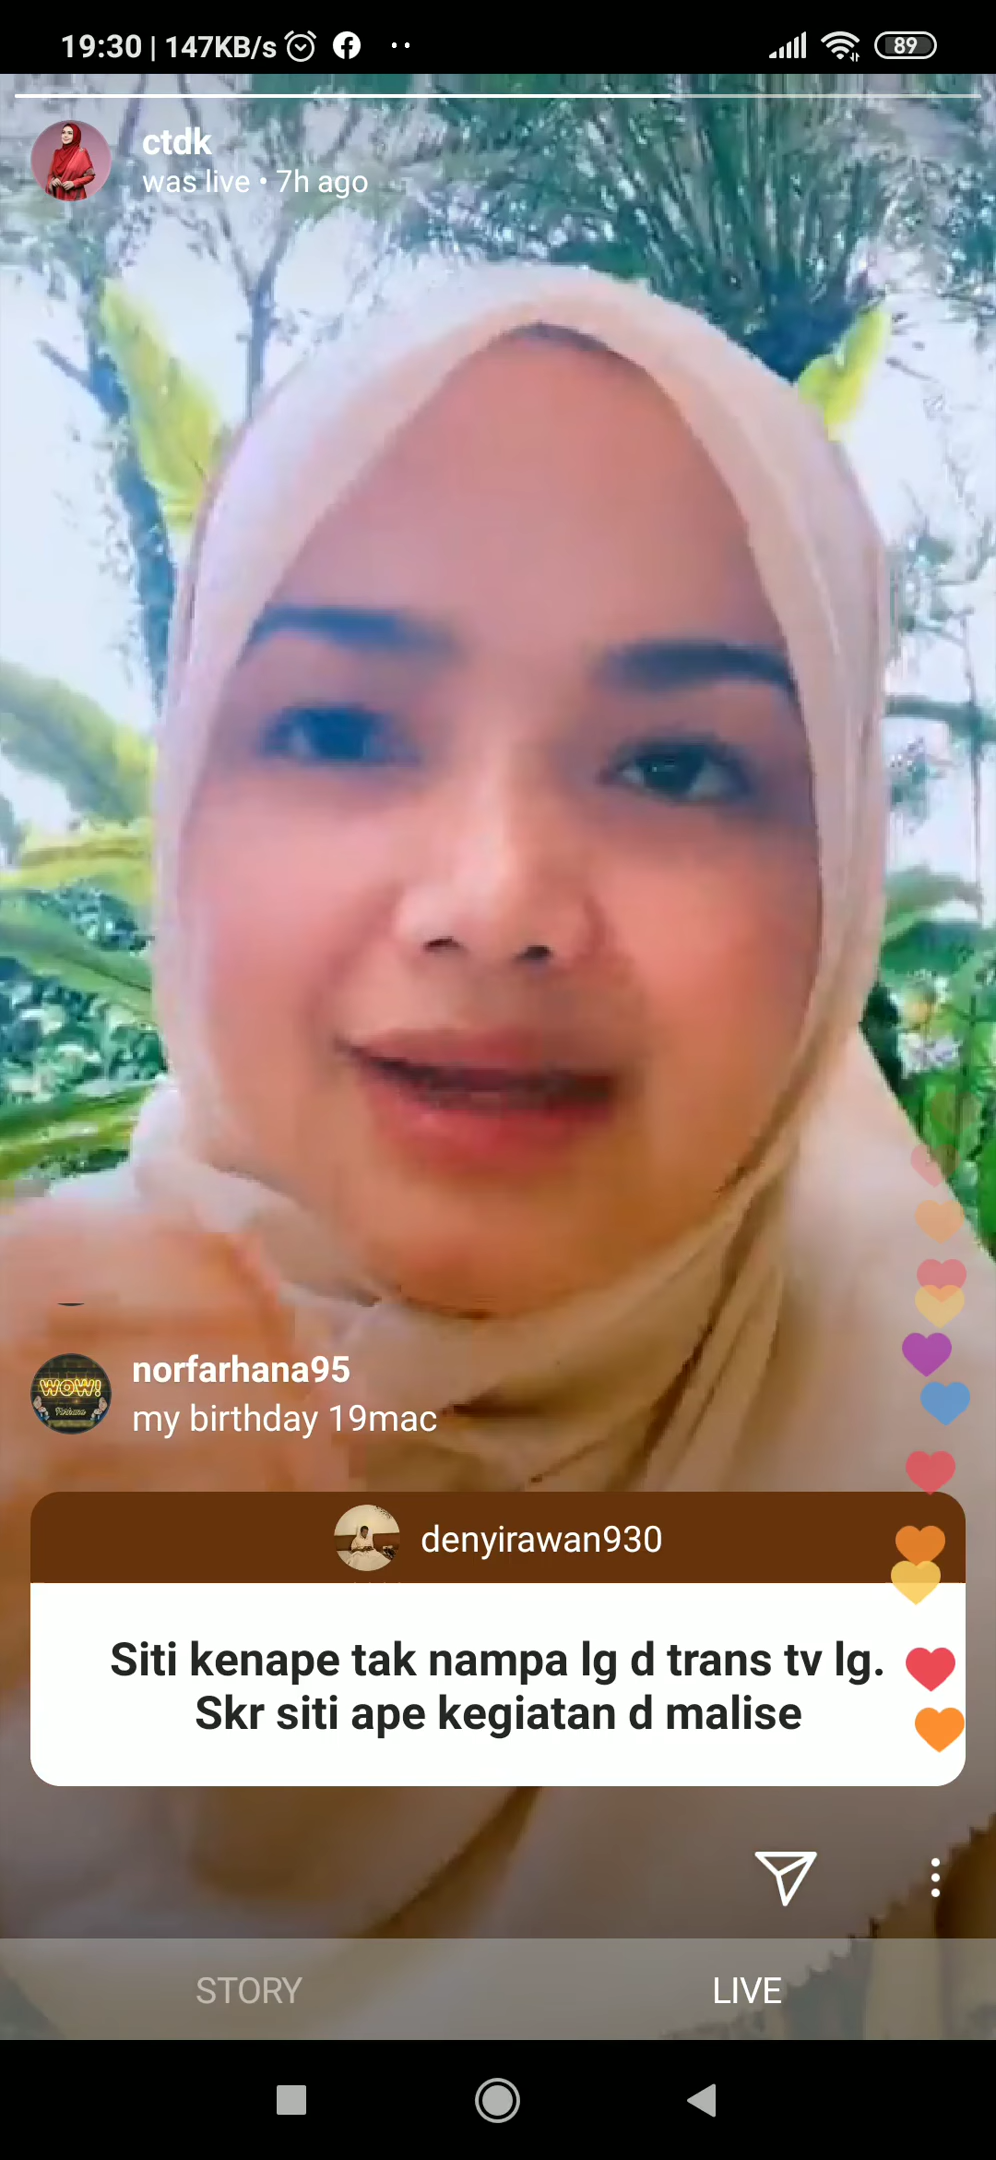 19:30 | 147KB/s
89
ctdk
was live • 7h ago
WOW!
norfarhana95
my birthday 19mac
denyirawan930
Siti kenape tak nampa lg d trans tv lg.
Skr siti ape kegiatan d malise
STORY
LIVE